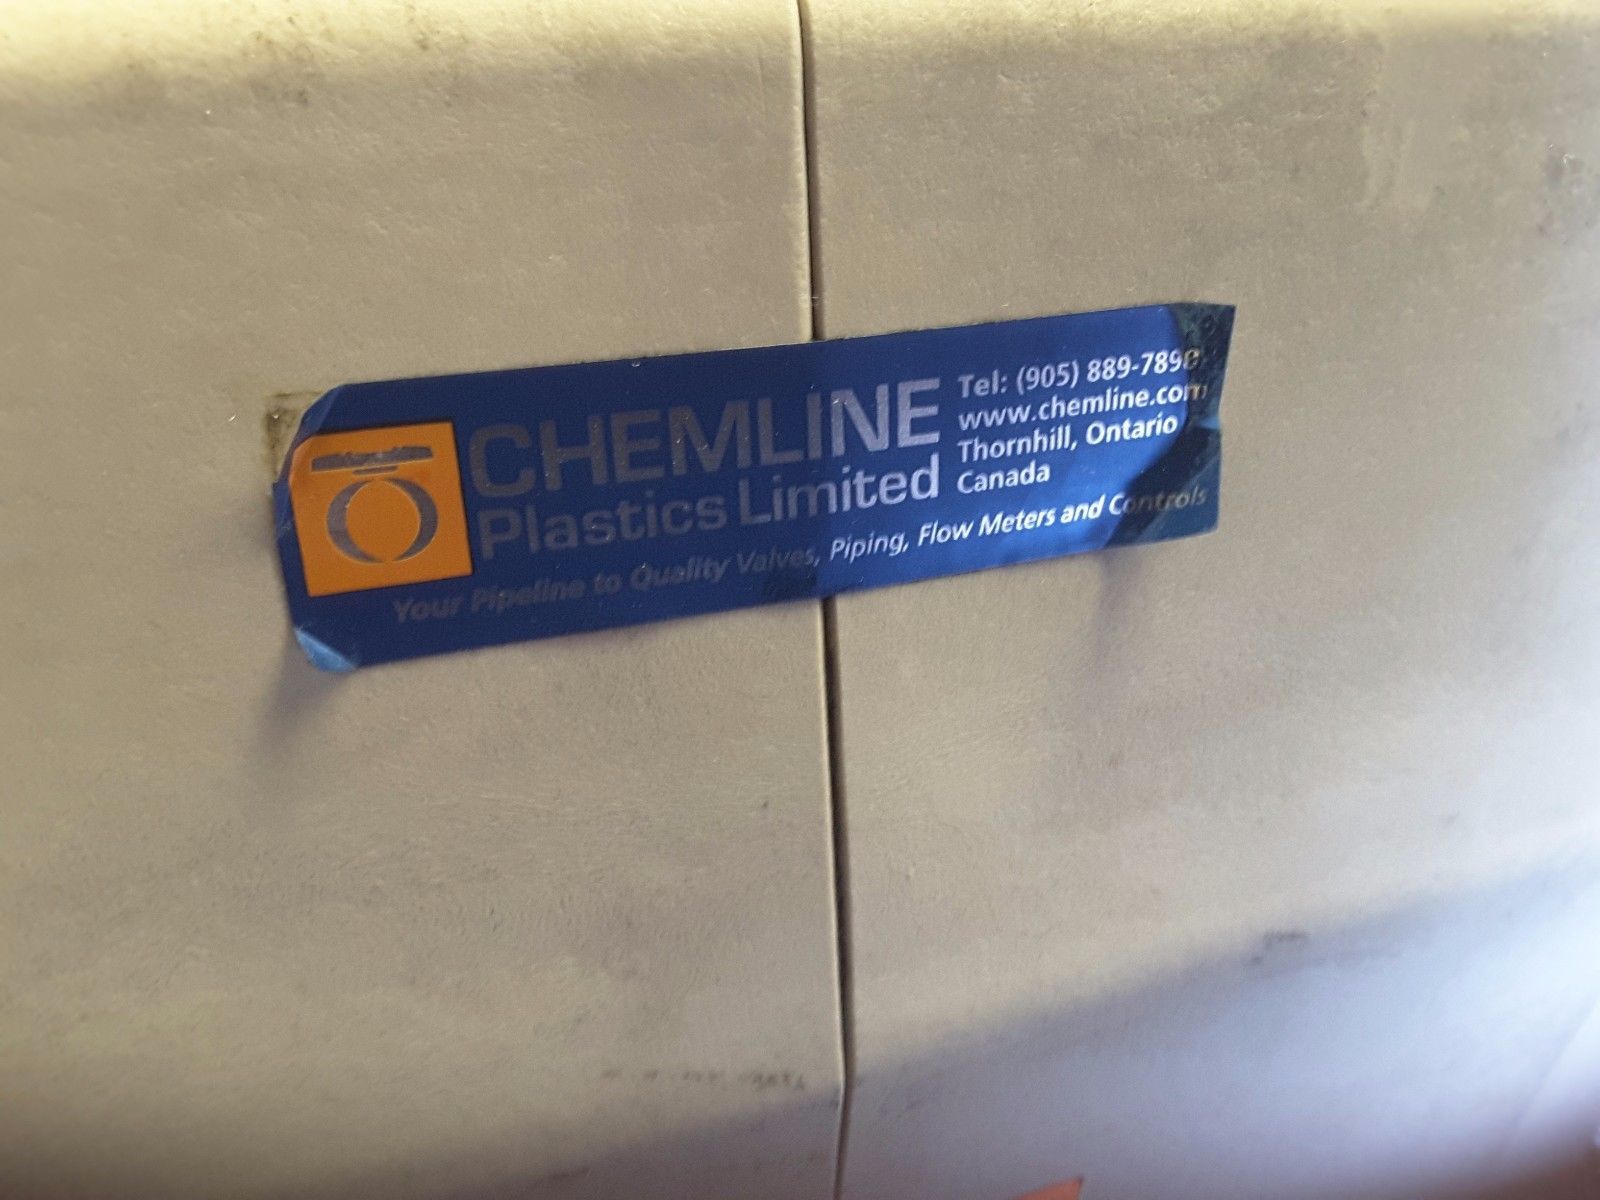 CHEMLINE
Plastics Limited
Tel: (905) 889-7890
www.chemline.com
Thornhill, Ontario
Canada
Your Pipeline to Quality Valves, Piping, Flow Meters and Controls